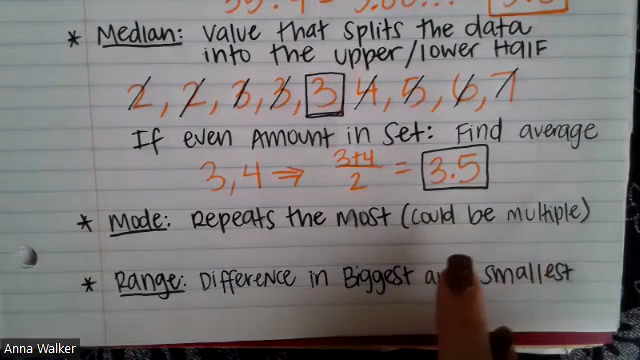 * Median: value that splits the data
into the upper/lower Half
2, 2, 3, 3, 3 4, 5, 6, 7
If even Amount in Set: Find average
3,4 ⇒ 3+4/2 = 3.5
* Mode: Repeats the Most (could be multiple)
* Range: Difference in Biggest smallest
Anna Walker